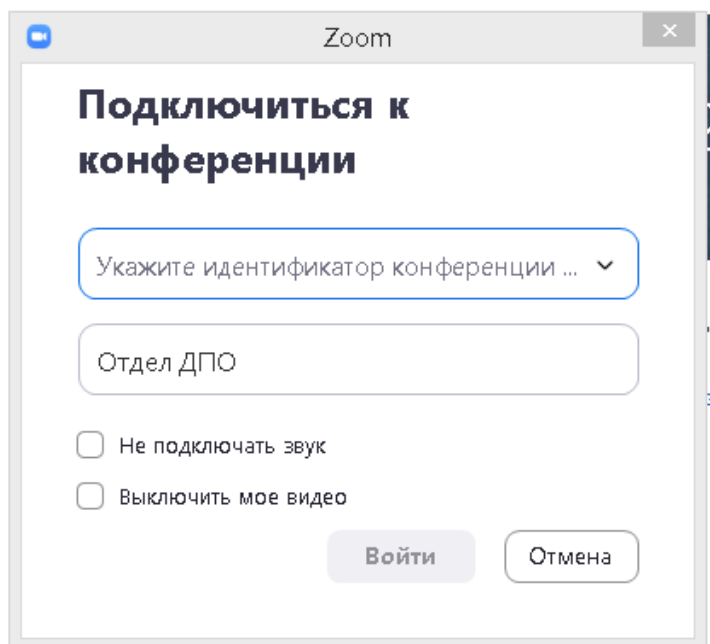 Zoom
Подключиться к
конференции
Укажите идентификатор конференции ...
Отдел ДПО
Не подключать звук
Выключить мое видео
Войти
Отмена